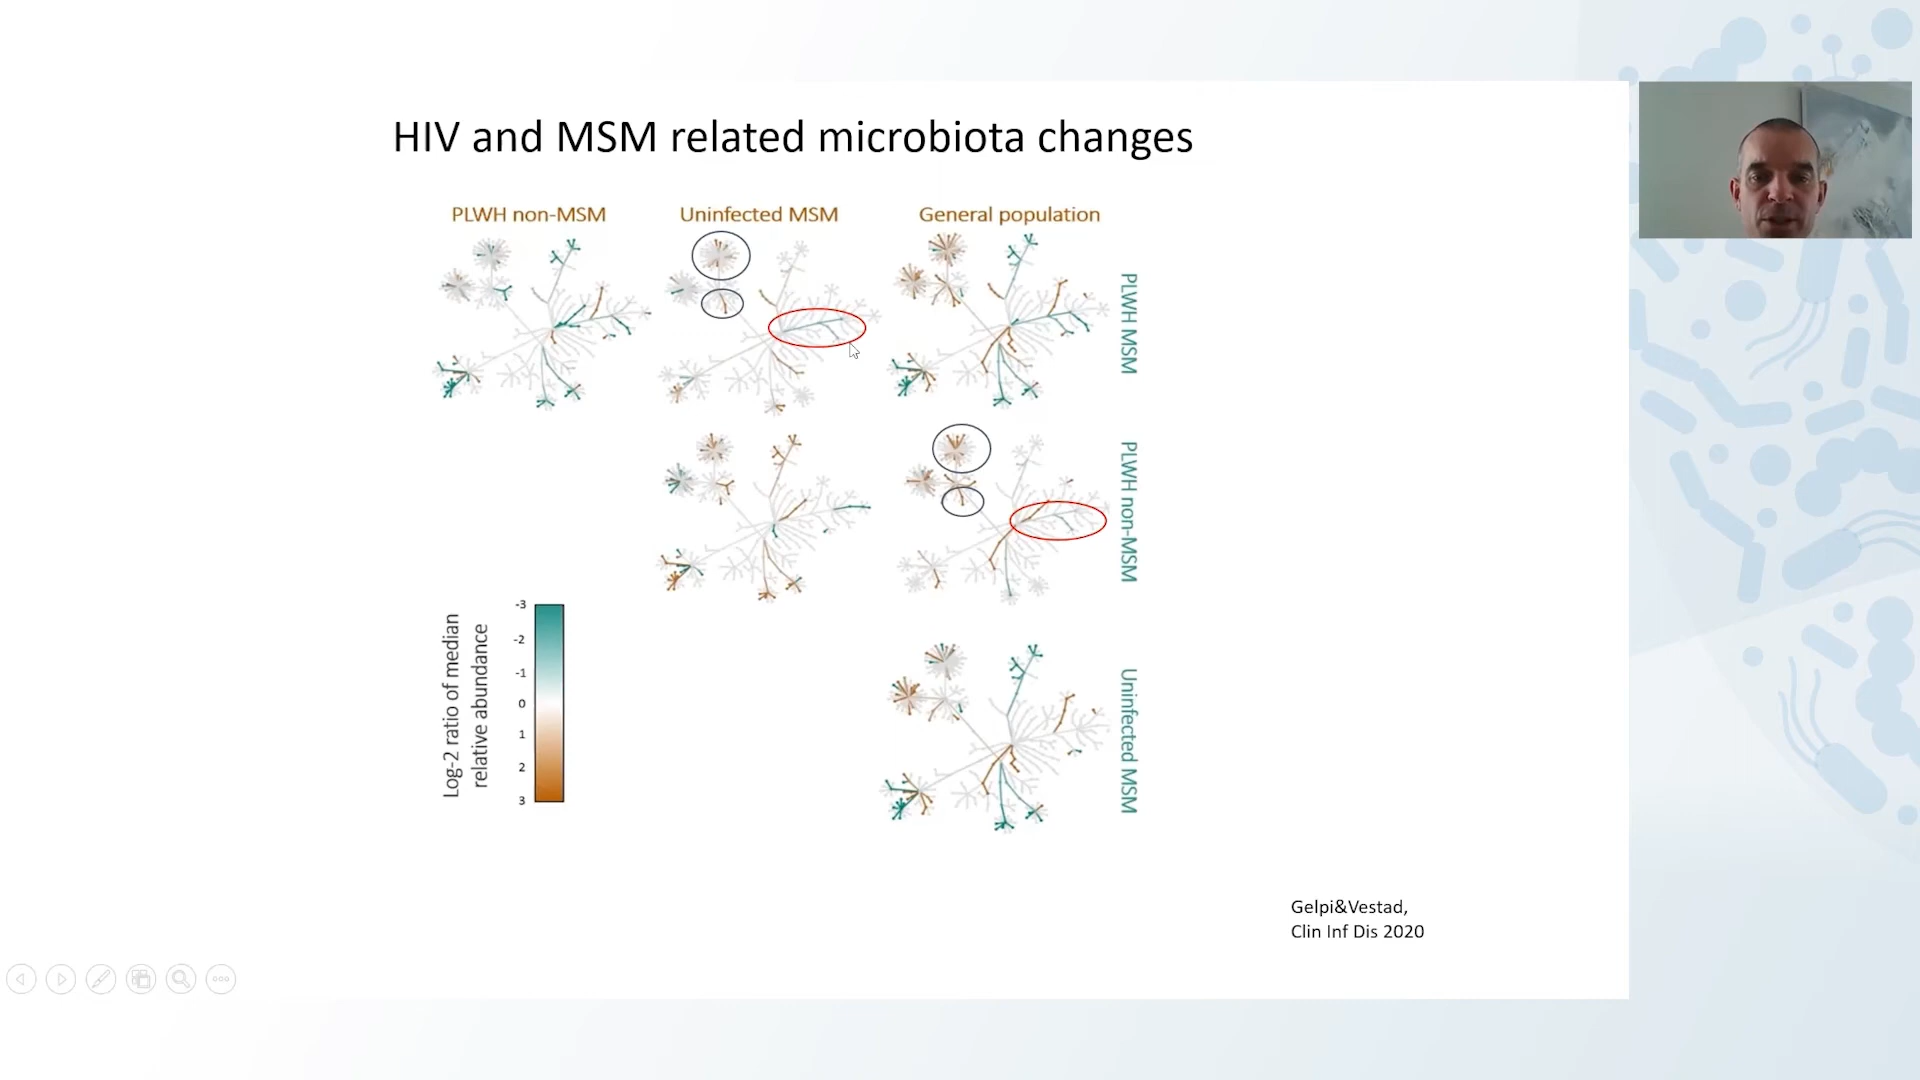 HIV and MSM related microbiota changes
PLWH non-MSM
Uninfected MSM
General population
PLWH MSM
PLWH non-MSM
Uninfected MSM
Log-2 ratio of median
relative abundance
-3
-2
-1
0
1
2
3
Gelpi&Vestad,
Clin Inf Dis 2020